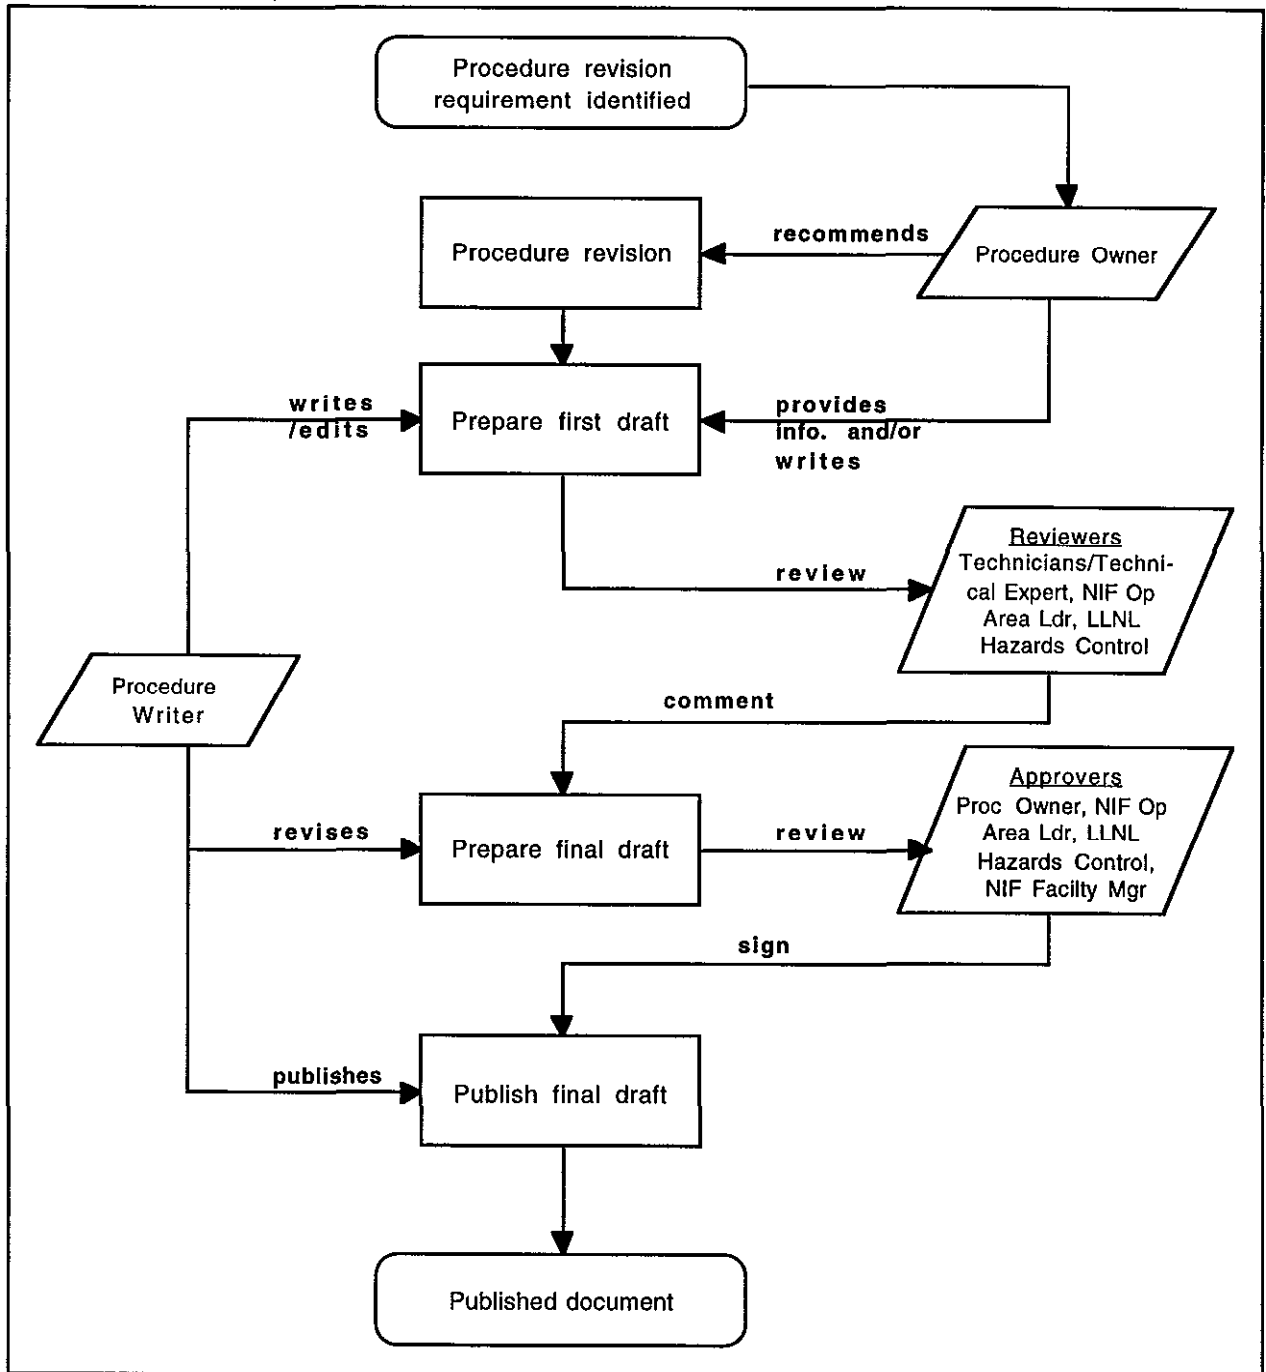 Procedure revision
requirement identified
Procedure revision
recommends
Procedure Owner
writes
/edits
Prepare first draft
provides
info. and/or
writes
review
Reviewers
Technicians/Techni-
cal Expert, NIF Op
Area Ldr, LLNL
Hazards Control
Procedure
Writer
comment
revises
Prepare final draft
review
Approvers
Proc Owner, NIF Op
Area Ldr, LLNL
Hazards Control,
NIF Facilty Mgr
sign
publishes
Publish final draft
Published document